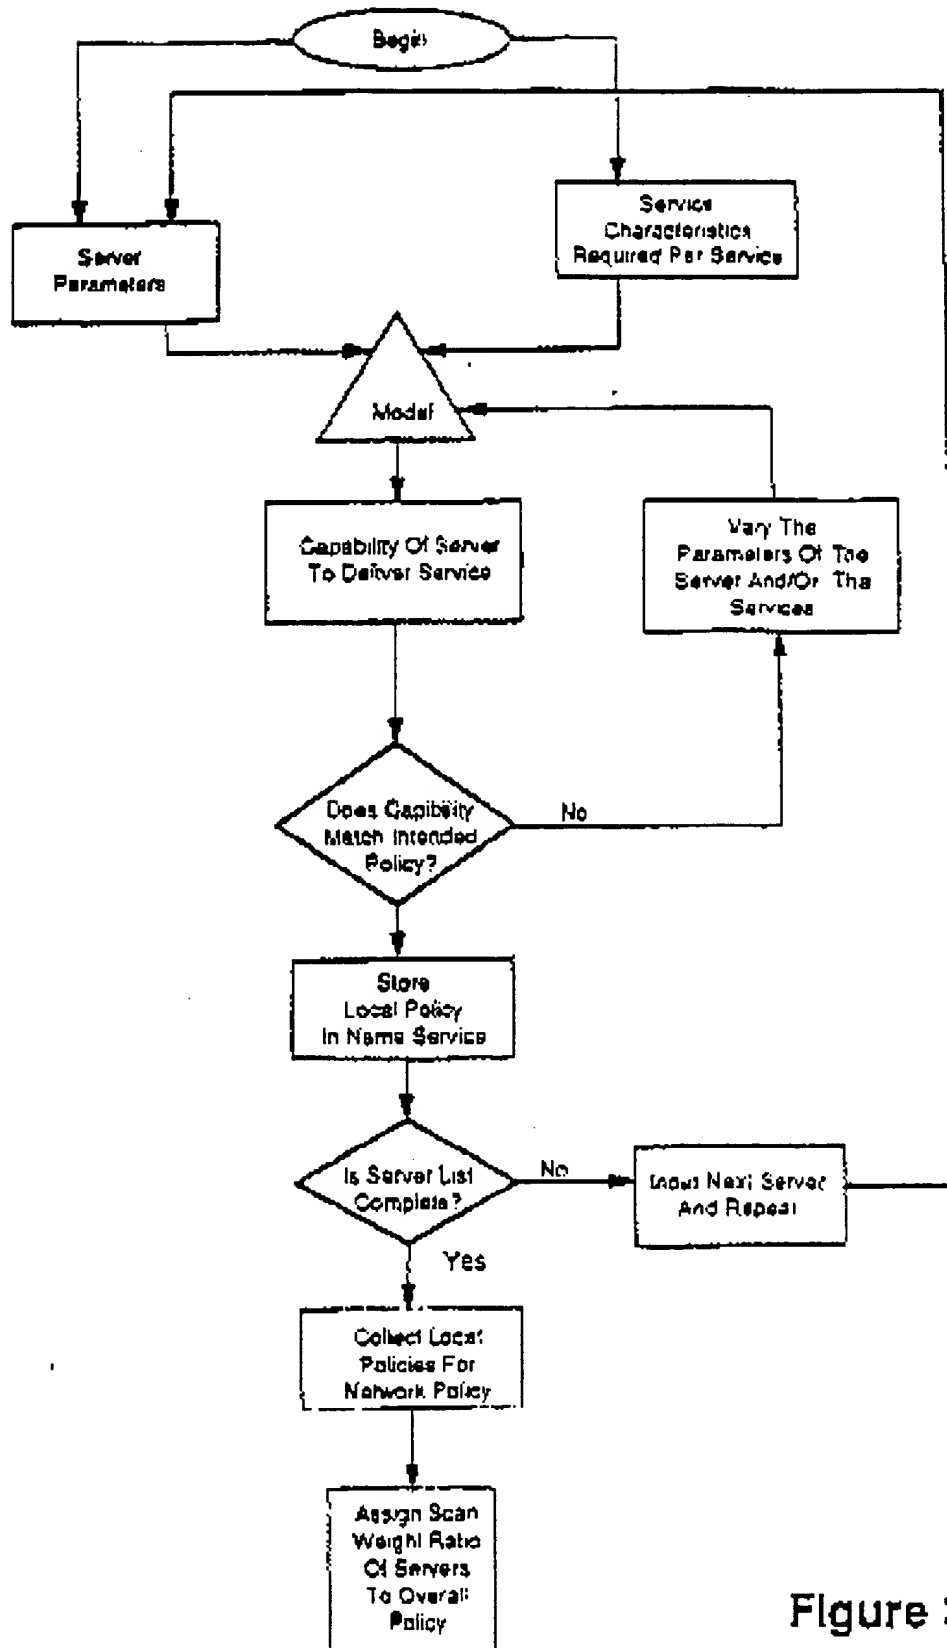 Begin
Server
Parameters
Service
Characteristics
Required Per Service
Model
Capability Of Server
To Deliver Service
Vary The
Parameters Of The
Server And/Or The
Services
Does Capibility
Match Intended
Policy?
No
Store
Local Policy
In Name Service
Is Server List
Complete?
No
Input Next Server
And Repeat
Yes
Collect Local
Policies For
Network Policy
Assign Scan
Weight Ratio
Of Servers
To Overall
Policy
Figure